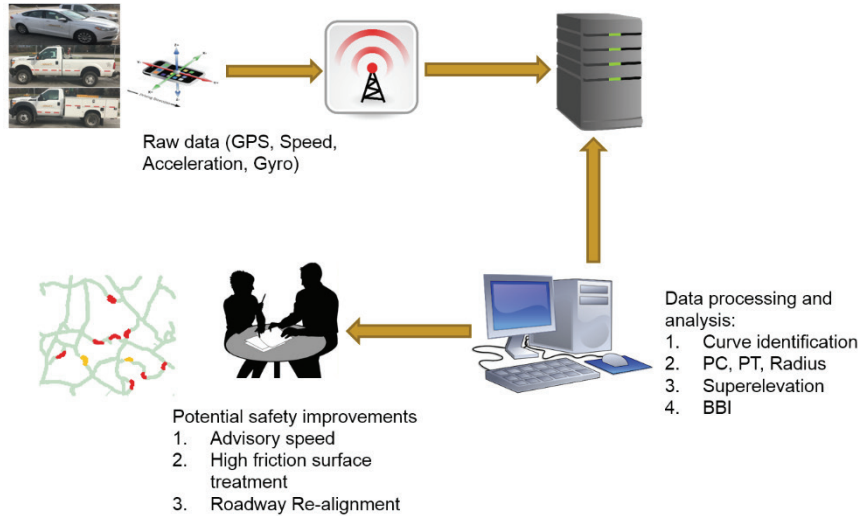 Raw data (GPS, Speed,
Acceleration, Gyro)
Data processing and
analysis:
1. Curve identification
2. PC, PT, Radius
3. Superelevation
4. BBI
Potential safety improvements
1. Advisory speed
2. High friction surface
treatment
3. Roadway Re-alignment